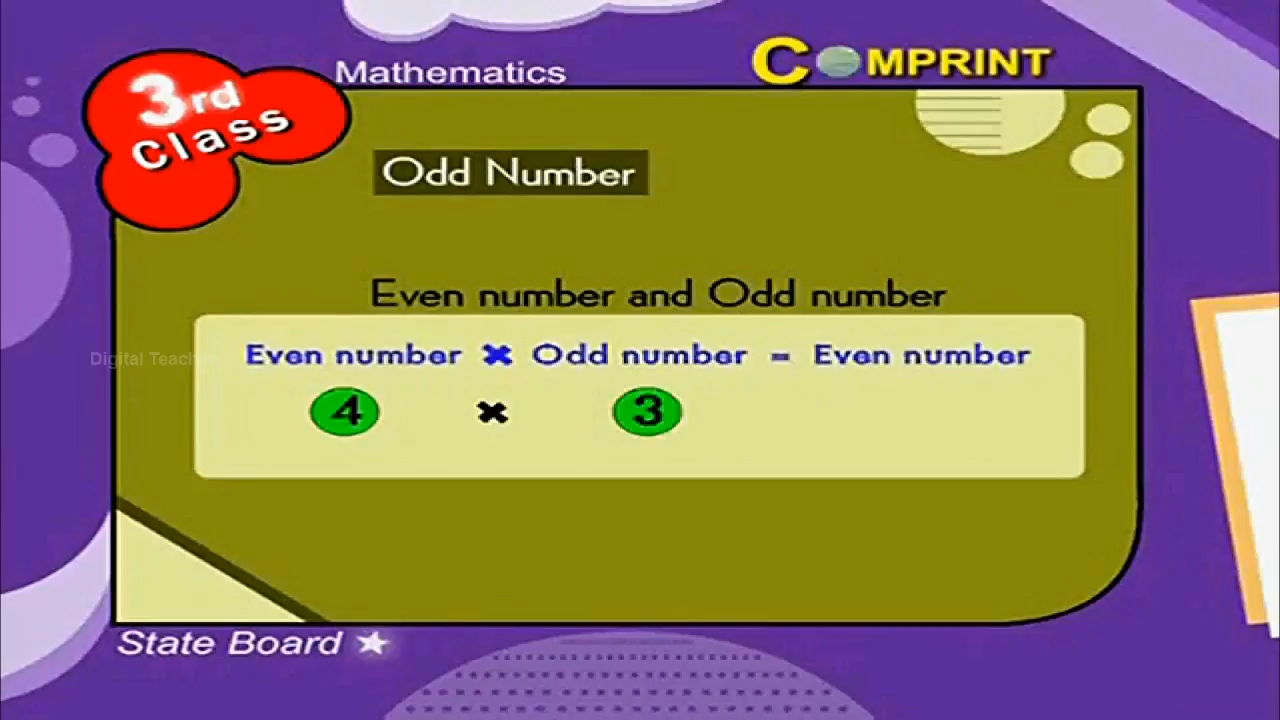 Mathematics
COMPRINT
3rd
Class
Odd Number
Even number and Odd number
Even number × Odd number = Even number
4 × 3
Digital Teacher
State Board